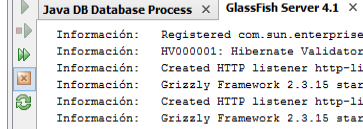 Java DB Database Process × GlassFish Server 4.1 ×
Información: Registered com.sun.enterprise
Información: HV000001: Hibernate Validator
Información: Created HTTP listener http-li
Información: Grizzly Framework 2.3.15 star
Información: Created HTTP listener http-li
Información: Grizzly Framework 2.3.15 star